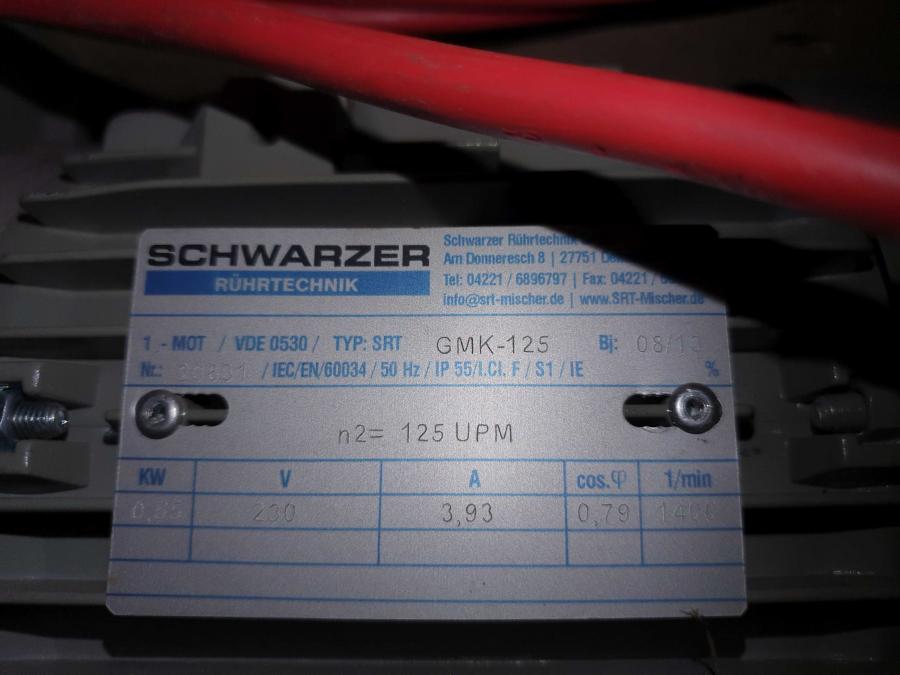 SCHWARZER
RÜHRTECHNIK
Schwarzer Rührtechnik
Am Donneresch 8 | 27751
Tel: 04221 / 6896797 | Fax: 04221 /
info@srt-mischer.de | www.SRT-Mischer.de
1 - MOT / VDE 0530 / TYP: SRT GMK-125 Bj:
Nr.: / IEC/EN/60034 / 50 Hz / IP 55/I.Cl. F / S1 / IE %
n2= 125 UPM
KW V A cos.φ 1/min
230 3,93 0,79